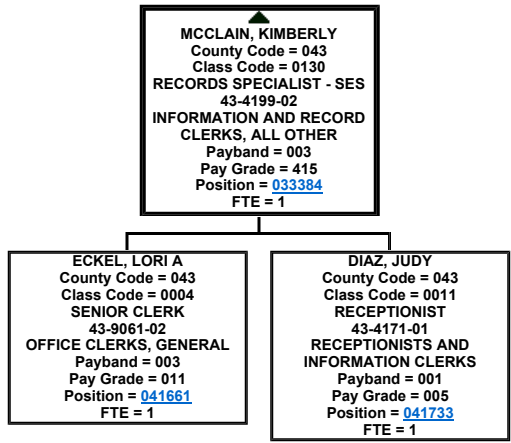 MCCLAIN, KIMBERLY
County Code = 043
Class Code = 0130
RECORDS SPECIALIST - SES
43-4199-02
INFORMATION AND RECORD
CLERKS, ALL OTHER
Payband = 003
Pay Grade = 415
Position = 033384
FTE = 1
ECKEL, LORI A
County Code = 043
Class Code = 0004
SENIOR CLERK
43-9061-02
OFFICE CLERKS, GENERAL
Payband = 003
Pay Grade = 011
Position = 041661
FTE = 1
DIAZ, JUDY
County Code = 043
Class Code = 0011
RECEPTIONIST
43-4171-01
RECEPTIONISTS AND
INFORMATION CLERKS
Payband = 001
Pay Grade = 005
Position = 041733
FTE = 1